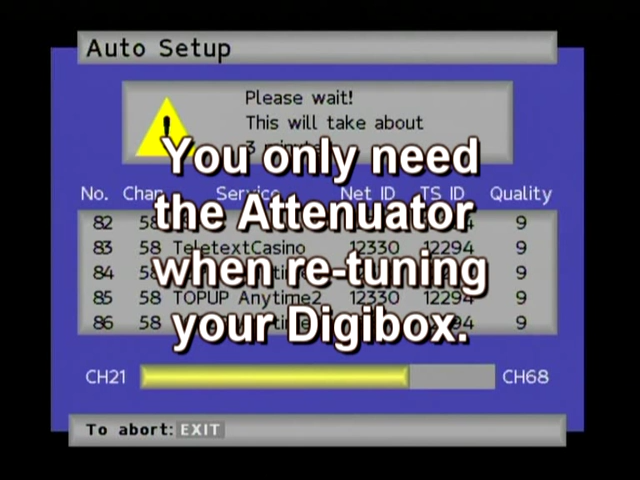 Auto Setup
Please wait!
This will take about
3
You only need
No. Chan Service Net ID TS ID Quality
the Attenuator
82 58 9
83 58 TeletextCasino 12330 12294 9
when re-tuning
84 58 9
85 58 TOPUP Anytime2 12330 12294 9
your Digibox.
86 58 9
CH21 CH68
To abort: EXIT